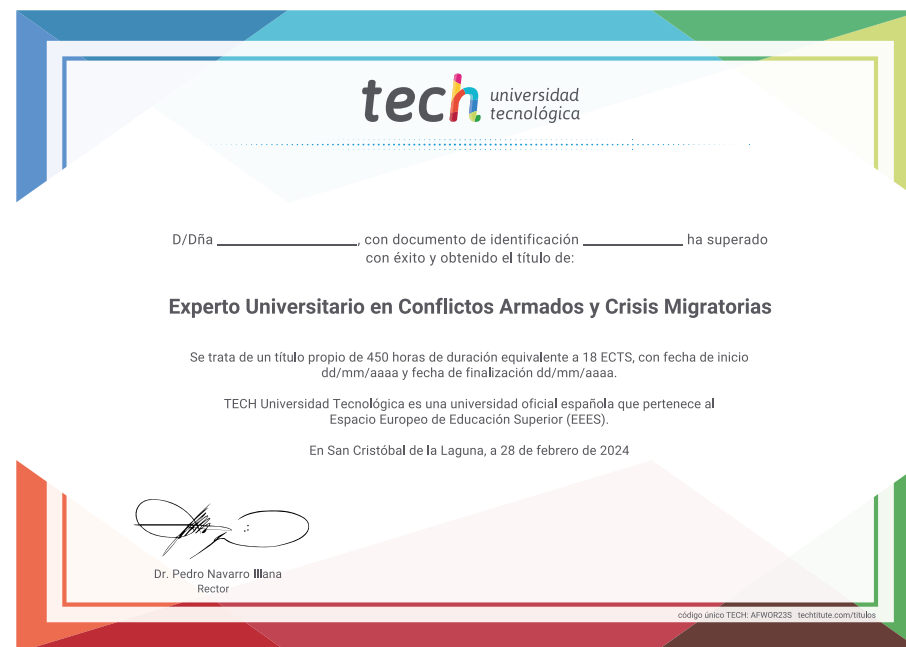 tech universidad
tecnológica
D/Dña ____________________, con documento de identificación ______________ ha superado
con éxito y obtenido el título de:
Experto Universitario en Conflictos Armados y Crisis Migratorias
Se trata de un título propio de 450 horas de duración equivalente a 18 ECTS, con fecha de inicio
dd/mm/aaaa y fecha de finalización dd/mm/aaaa.
TECH Universidad Tecnológica es una universidad oficial española que pertenece al
Espacio Europeo de Educación Superior (EEES).
En San Cristóbal de la Laguna, a 28 de febrero de 2024
Dr. Pedro Navarro Illana
Rector
código único TECH: AFWOR23S techtitute.com/titulos